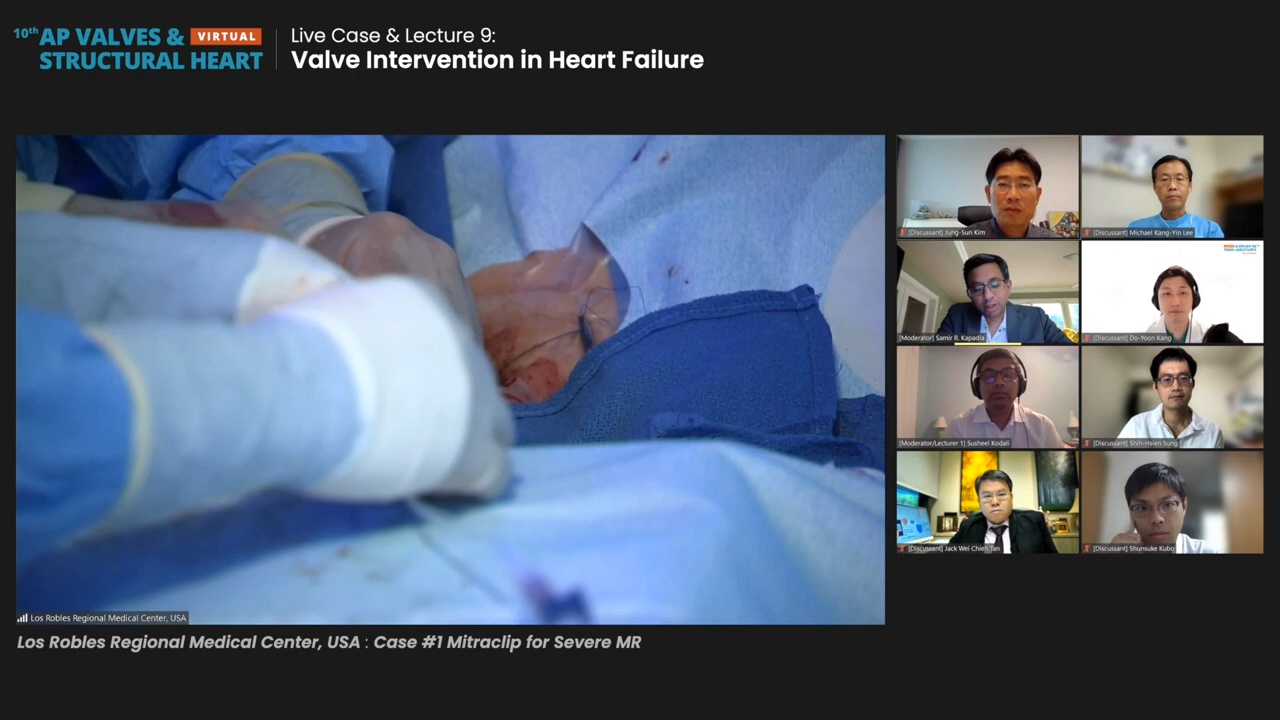 10th AP VALVES & VIRTUAL
STRUCTURAL HEART
Live Case & Lecture 9:
Valve Intervention in Heart Failure
[Discussant] Jung-Sun Kim
[Discussant] Michael Kang-Yin Lee
[Moderator] Samir R. Kapadia
[Discussant] Do-Yoon Kang
[Moderator/Lecturer 1] Susheel Kodali
[Discussant] Shih-Hsien Sung
[Discussant] Jack Wei Chieh Tan
[Discussant] Shunsuke Kubo
Los Robles Regional Medical Center, USA
Los Robles Regional Medical Center, USA : Case #1 Mitraclip for Severe MR